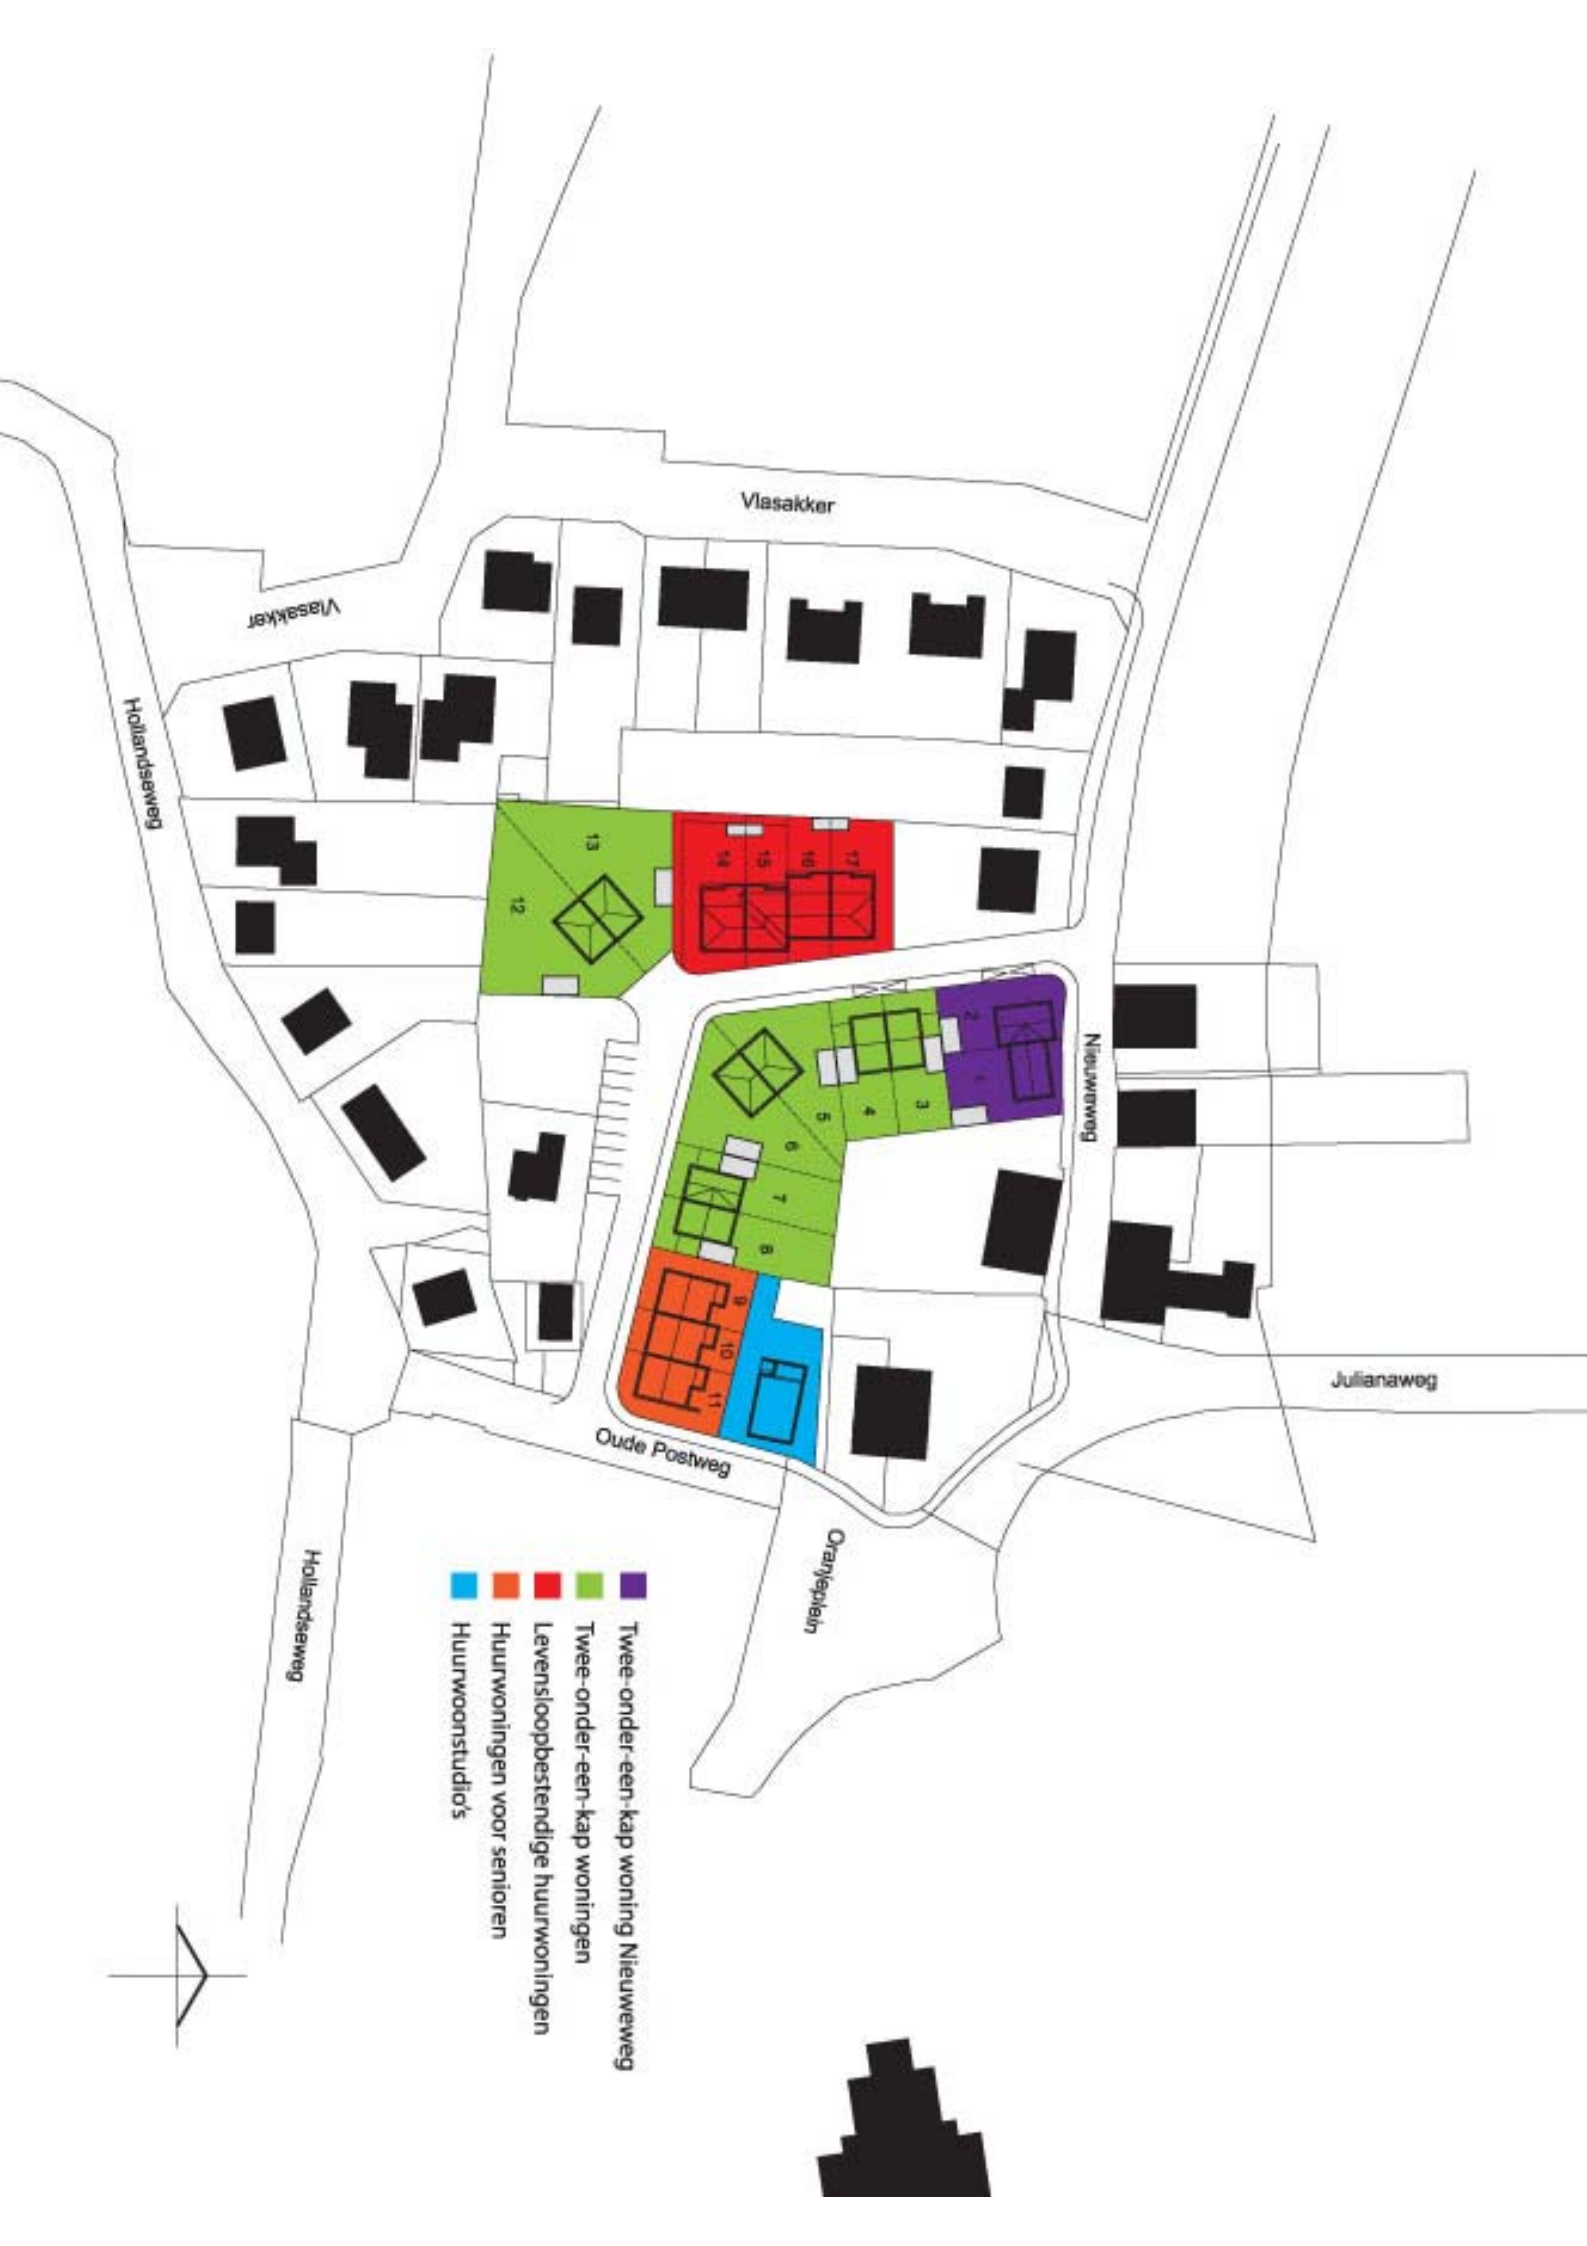 Vlasakker
Vlasakker
Hollandseweg
13
12
14
15
16
17
Nieuweweg
2
1
3
4
5
6
7
8
9
10
11
Julianaweg
Oude Postweg
Oranjeplein
Hollandseweg
Twee-onder-een-kap woning Nieuweweg
Twee-onder-een-kap woningen
Levensloopbestendige huurwoningen
Huurwoningen voor senioren
Huurwoonstudio's